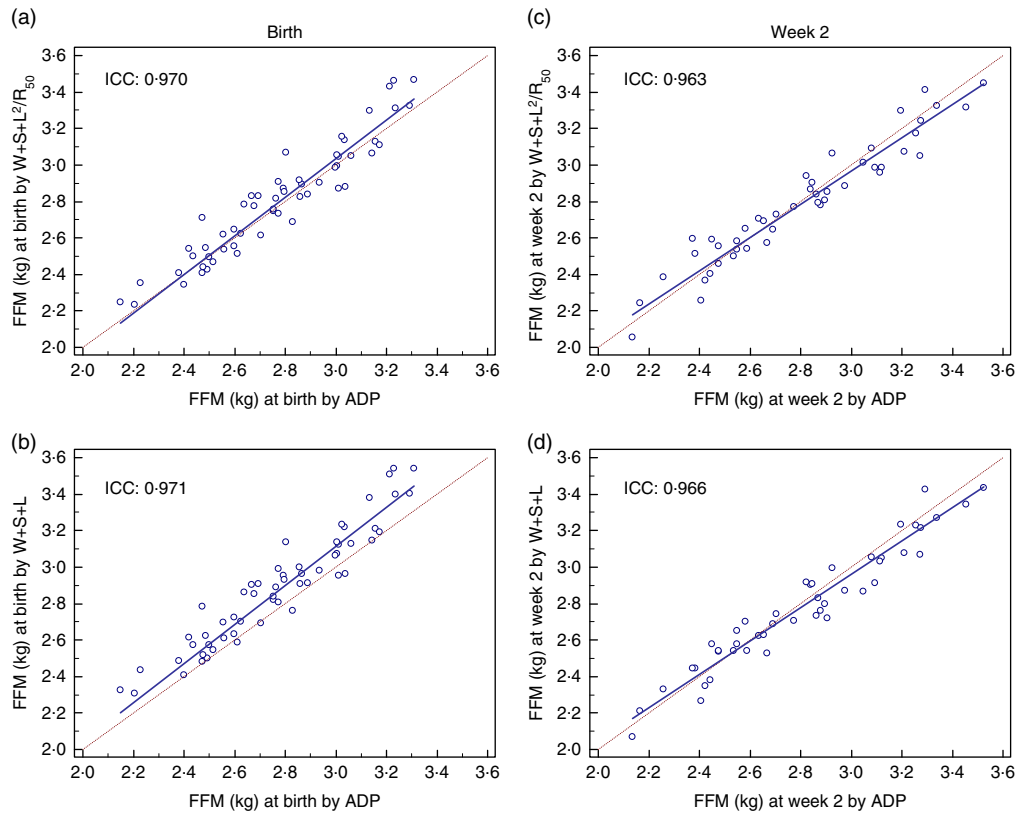 (a)
Birth
FFM (kg) at birth by W+S+L²/R₅₀
ICC: 0·970
3·6
3·4
3·2
3·0
2·8
2·6
2·4
2·2
2·0
2·0 2·2 2·4 2·6 2·8 3·0 3·2 3·4 3·6
FFM (kg) at birth by ADP
(c)
Week 2
FFM (kg) at week 2 by W+S+L²/R₅₀
ICC: 0·963
3·6
3·4
3·2
3·0
2·8
2·6
2·4
2·2
2·0
2·0 2·2 2·4 2·6 2·8 3·0 3·2 3·4 3·6
FFM (kg) at week 2 by ADP
(b)
FFM (kg) at birth by W+S+L
ICC: 0·971
3·6
3·4
3·2
3·0
2·8
2·6
2·4
2·2
2·0
2·0 2·2 2·4 2·6 2·8 3·0 3·2 3·4 3·6
FFM (kg) at birth by ADP
(d)
FFM (kg) at week 2 by W+S+L
ICC: 0·966
3·6
3·4
3·2
3·0
2·8
2·6
2·4
2·2
2·0
2·0 2·2 2·4 2·6 2·8 3·0 3·2 3·4 3·6
FFM (kg) at week 2 by ADP